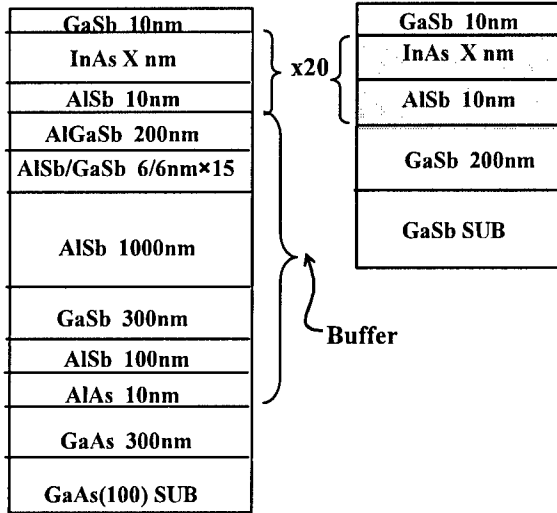 GaSb 10nm
InAs X nm
AlSb 10nm
AlGaSb 200nm
AlSb/GaSb 6/6nm×15
AlSb 1000nm
GaSb 300nm
AlSb 100nm
AlAs 10nm
GaAs 300nm
GaAs(100) SUB
x20
Buffer
GaSb 10nm
InAs X nm
AlSb 10nm
GaSb 200nm
GaSb SUB